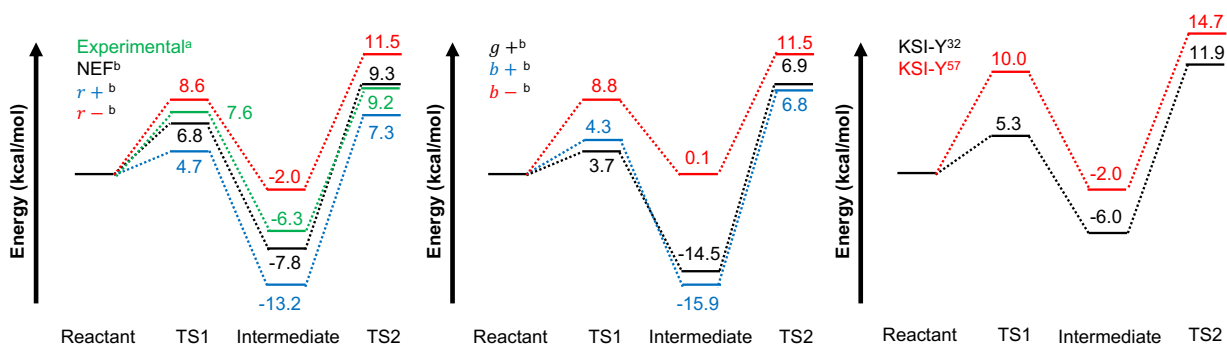 Energy (kcal/mol)
Experimentalᵃ
NEFᵇ
r + ᵇ
r − ᵇ
8.6
7.6
6.8
4.7
-2.0
-6.3
-7.8
-13.2
11.5
9.3
9.2
7.3
Reactant TS1 Intermediate TS2
Energy (kcal/mol)
g +ᵇ
b + ᵇ
b − ᵇ
8.8
4.3
3.7
0.1
-14.5
-15.9
11.5
6.9
6.8
Reactant TS1 Intermediate TS2
Energy (kcal/mol)
KSI-Y³²
KSI-Y⁵⁷
10.0
5.3
-2.0
-6.0
14.7
11.9
Reactant TS1 Intermediate TS2